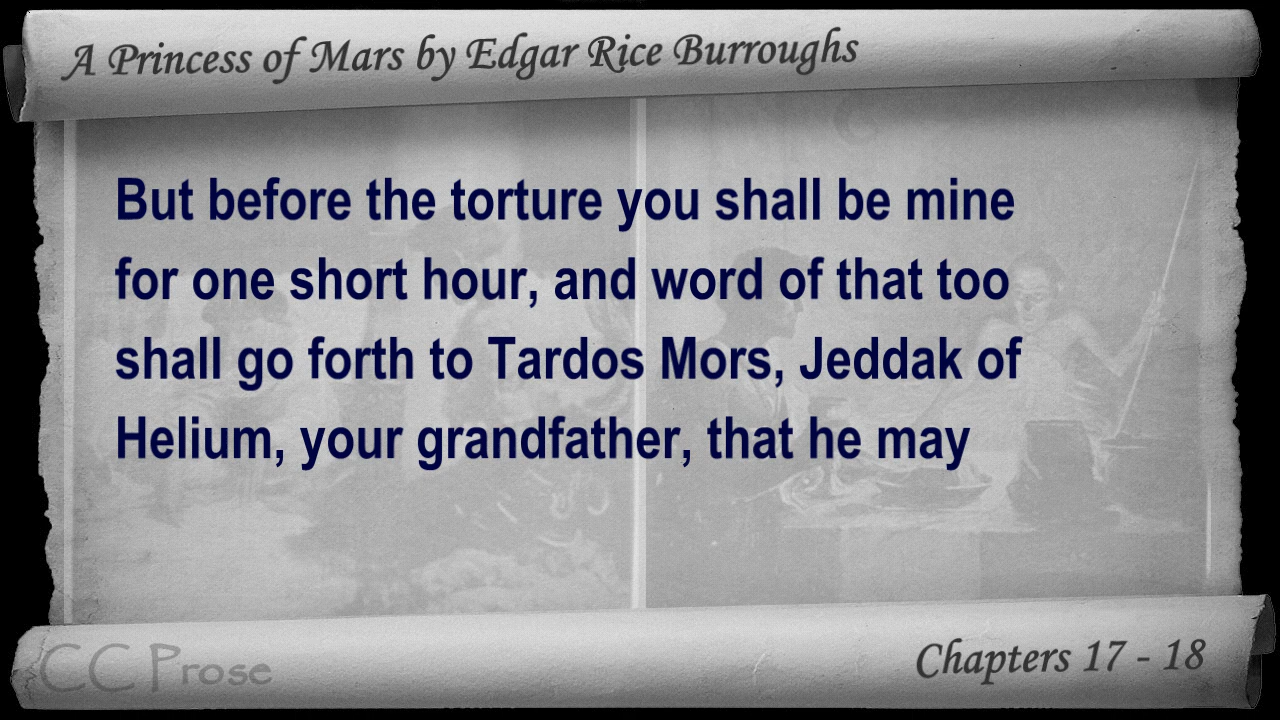 A Princess of Mars by Edgar Rice Burroughs
But before the torture you shall be mine
for one short hour, and word of that too
shall go forth to Tardos Mors, Jeddak of
Helium, your grandfather, that he may
CC Prose
Chapters 17 - 18